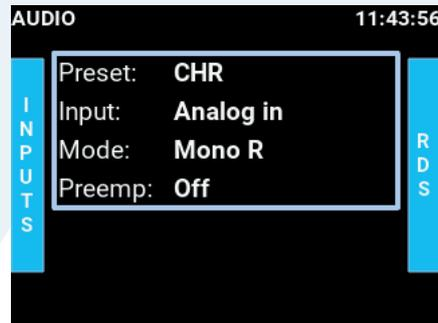 AUDIO 11:43:56
INPUTS
Preset: CHR
Input: Analog in
Mode: Mono R
Preemp: Off
RDS